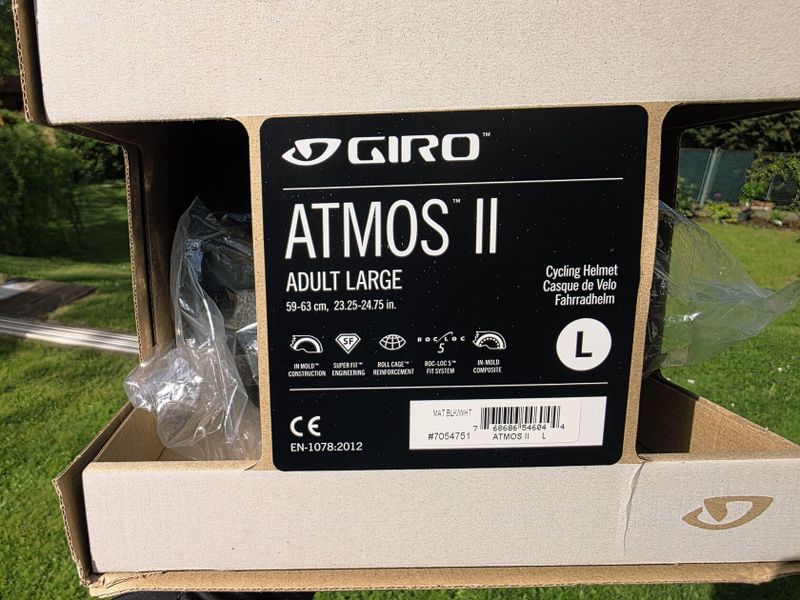 GIRO™
ATMOS™ II
ADULT LARGE
59-63 cm, 23.25-24.75 in.
Cycling Helmet
Casque de Velo
Fahrradhelm
L
SF
ROC LOC
5
IN MOLD™
CONSTRUCTION
SUPER FIT™
ENGINEERING
ROLL CAGE™
REINFORCEMENT
ROC-LOC 5™
FIT SYSTEM
IN-MOLD
COMPOSITE
CE
EN-1078:2012
MAT BLK/WHT
#7054751
7 68686 54604 4
ATMOS II L